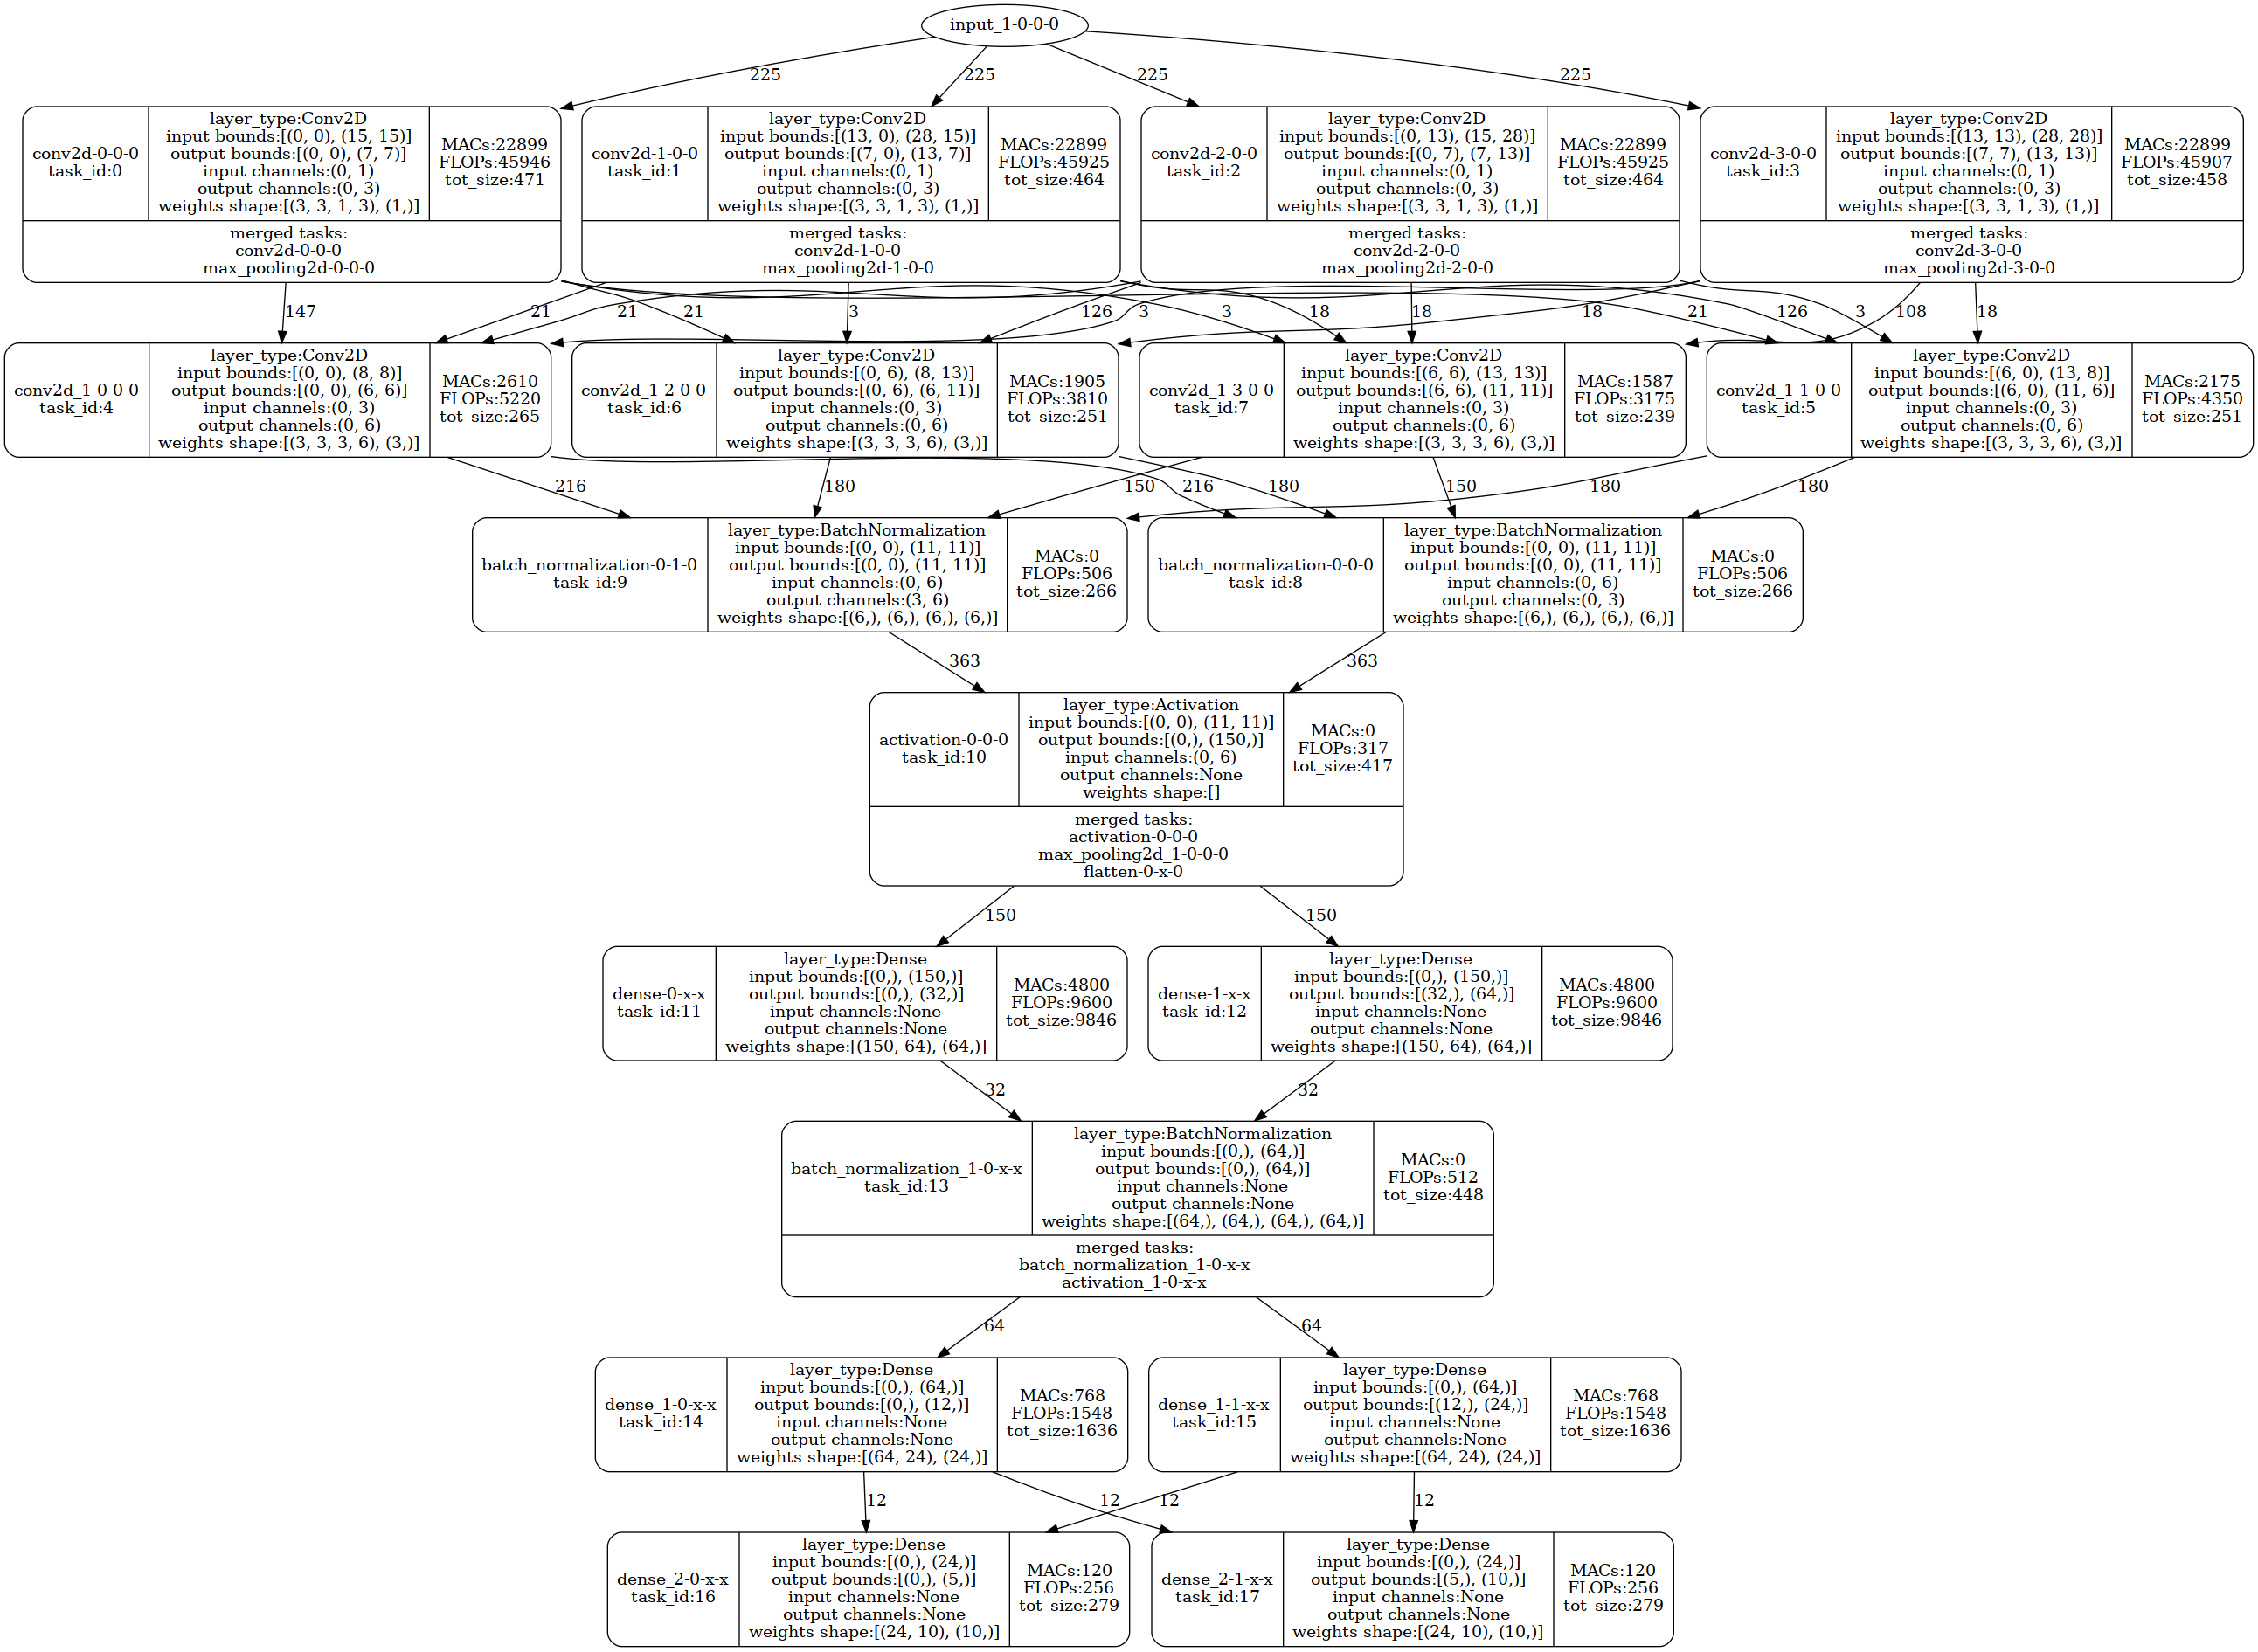 input_1-0-0-0
225
225
225
225
conv2d-0-0-0
task_id:0
layer_type:Conv2D
input bounds:[(0, 0), (15, 15)]
output bounds:[(0, 0), (7, 7)]
input channels:(0, 1)
output channels:(0, 3)
weights shape:[(3, 3, 1, 3), (1,)]
MACs:22899
FLOPs:45946
tot_size:471
merged tasks:
conv2d-0-0-0
max_pooling2d-0-0-0
conv2d-1-0-0
task_id:1
layer_type:Conv2D
input bounds:[(13, 0), (28, 15)]
output bounds:[(7, 0), (13, 7)]
input channels:(0, 1)
output channels:(0, 3)
weights shape:[(3, 3, 1, 3), (1,)]
MACs:22899
FLOPs:45925
tot_size:464
merged tasks:
conv2d-1-0-0
max_pooling2d-1-0-0
conv2d-2-0-0
task_id:2
layer_type:Conv2D
input bounds:[(0, 13), (15, 28)]
output bounds:[(0, 7), (7, 13)]
input channels:(0, 1)
output channels:(0, 3)
weights shape:[(3, 3, 1, 3), (1,)]
MACs:22899
FLOPs:45925
tot_size:464
merged tasks:
conv2d-2-0-0
max_pooling2d-2-0-0
conv2d-3-0-0
task_id:3
layer_type:Conv2D
input bounds:[(13, 13), (28, 28)]
output bounds:[(7, 7), (13, 13)]
input channels:(0, 1)
output channels:(0, 3)
weights shape:[(3, 3, 1, 3), (1,)]
MACs:22899
FLOPs:45907
tot_size:458
merged tasks:
conv2d-3-0-0
max_pooling2d-3-0-0
147
21
21
21
3
126
3
3
18
18
18
21
126
3
108
18
conv2d_1-0-0-0
task_id:4
layer_type:Conv2D
input bounds:[(0, 0), (8, 8)]
output bounds:[(0, 0), (6, 6)]
input channels:(0, 3)
output channels:(0, 6)
weights shape:[(3, 3, 3, 6), (3,)]
MACs:2610
FLOPs:5220
tot_size:265
conv2d_1-2-0-0
task_id:6
layer_type:Conv2D
input bounds:[(0, 6), (8, 13)]
output bounds:[(0, 6), (6, 11)]
input channels:(0, 3)
output channels:(0, 6)
weights shape:[(3, 3, 3, 6), (3,)]
MACs:1905
FLOPs:3810
tot_size:251
conv2d_1-3-0-0
task_id:7
layer_type:Conv2D
input bounds:[(6, 6), (13, 13)]
output bounds:[(6, 6), (11, 11)]
input channels:(0, 3)
output channels:(0, 6)
weights shape:[(3, 3, 3, 6), (3,)]
MACs:1587
FLOPs:3175
tot_size:239
conv2d_1-1-0-0
task_id:5
layer_type:Conv2D
input bounds:[(6, 0), (13, 8)]
output bounds:[(6, 0), (11, 6)]
input channels:(0, 3)
output channels:(0, 6)
weights shape:[(3, 3, 3, 6), (3,)]
MACs:2175
FLOPs:4350
tot_size:251
216
180
150
216
180
150
180
180
batch_normalization-0-1-0
task_id:9
layer_type:BatchNormalization
input bounds:[(0, 0), (11, 11)]
output bounds:[(0, 0), (11, 11)]
input channels:(0, 6)
output channels:(3, 6)
weights shape:[(6,), (6,), (6,), (6,)]
MACs:0
FLOPs:506
tot_size:266
batch_normalization-0-0-0
task_id:8
layer_type:BatchNormalization
input bounds:[(0, 0), (11, 11)]
output bounds:[(0, 0), (11, 11)]
input channels:(0, 6)
output channels:(0, 3)
weights shape:[(6,), (6,), (6,), (6,)]
MACs:0
FLOPs:506
tot_size:266
363
363
activation-0-0-0
task_id:10
layer_type:Activation
input bounds:[(0, 0), (11, 11)]
output bounds:[(0,), (150,)]
input channels:(0, 6)
output channels:None
weights shape:[]
MACs:0
FLOPs:317
tot_size:417
merged tasks:
activation-0-0-0
max_pooling2d_1-0-0-0
flatten-0-x-0
150
150
dense-0-x-x
task_id:11
layer_type:Dense
input bounds:[(0,), (150,)]
output bounds:[(0,), (32,)]
input channels:None
output channels:None
weights shape:[(150, 64), (64,)]
MACs:4800
FLOPs:9600
tot_size:9846
dense-1-x-x
task_id:12
layer_type:Dense
input bounds:[(0,), (150,)]
output bounds:[(32,), (64,)]
input channels:None
output channels:None
weights shape:[(150, 64), (64,)]
MACs:4800
FLOPs:9600
tot_size:9846
32
32
batch_normalization_1-0-x-x
task_id:13
layer_type:BatchNormalization
input bounds:[(0,), (64,)]
output bounds:[(0,), (64,)]
input channels:None
output channels:None
weights shape:[(64,), (64,), (64,), (64,)]
MACs:0
FLOPs:512
tot_size:448
merged tasks:
batch_normalization_1-0-x-x
activation_1-0-x-x
64
64
dense_1-0-x-x
task_id:14
layer_type:Dense
input bounds:[(0,), (64,)]
output bounds:[(0,), (12,)]
input channels:None
output channels:None
weights shape:[(64, 24), (24,)]
MACs:768
FLOPs:1548
tot_size:1636
dense_1-1-x-x
task_id:15
layer_type:Dense
input bounds:[(0,), (64,)]
output bounds:[(12,), (24,)]
input channels:None
output channels:None
weights shape:[(64, 24), (24,)]
MACs:768
FLOPs:1548
tot_size:1636
12
12
12
12
dense_2-0-x-x
task_id:16
layer_type:Dense
input bounds:[(0,), (24,)]
output bounds:[(0,), (5,)]
input channels:None
output channels:None
weights shape:[(24, 10), (10,)]
MACs:120
FLOPs:256
tot_size:279
dense_2-1-x-x
task_id:17
layer_type:Dense
input bounds:[(0,), (24,)]
output bounds:[(5,), (10,)]
input channels:None
output channels:None
weights shape:[(24, 10), (10,)]
MACs:120
FLOPs:256
tot_size:279